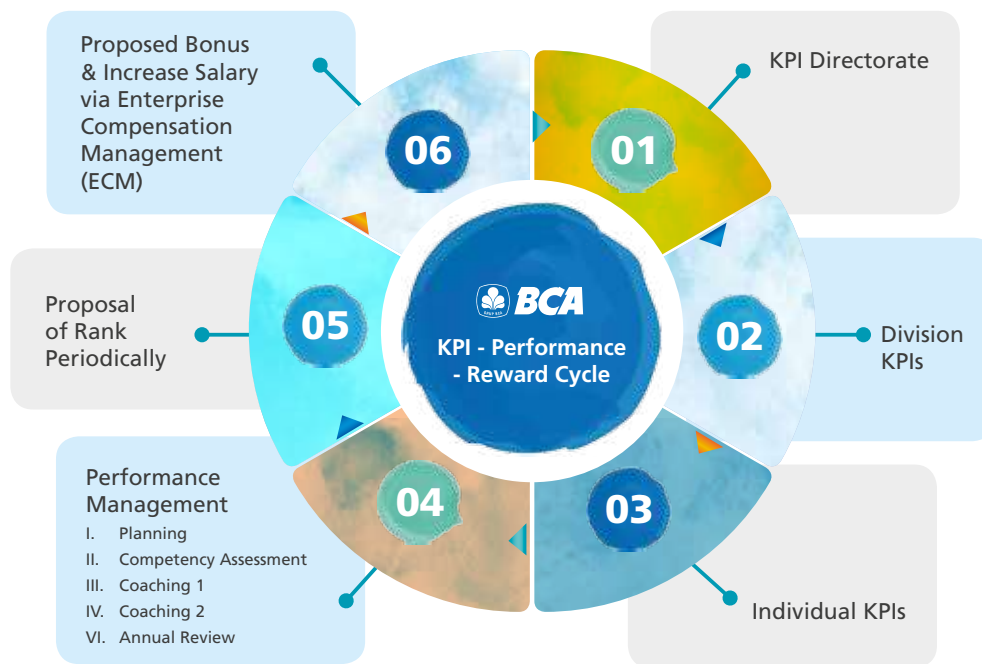 BCA
KPI - Performance
- Reward Cycle
01
KPI Directorate
02
Division
KPIs
03
Individual KPIs
04
Performance
Management
I. Planning
II. Competency Assessment
III. Coaching 1
IV. Coaching 2
VI. Annual Review
05
Proposal
of Rank
Periodically
06
Proposed Bonus
& Increase Salary
via Enterprise
Compensation
Management
(ECM)